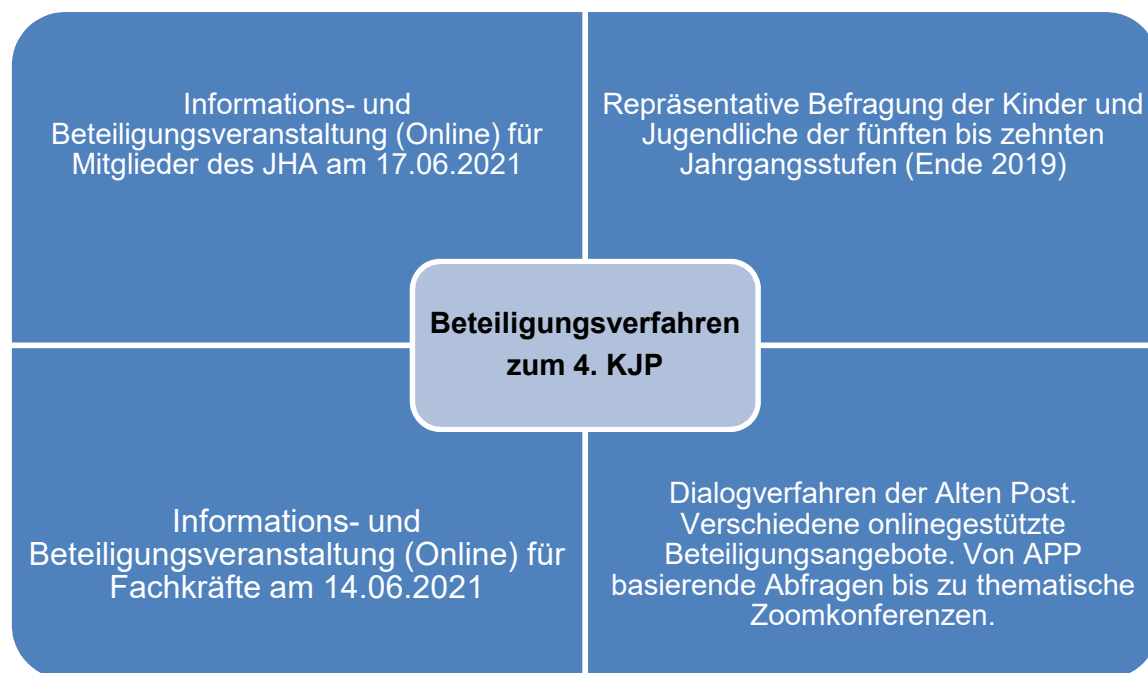 Informations- und
Beteiligungsveranstaltung (Online) für
Mitglieder des JHA am 17.06.2021
Repräsentative Befragung der Kinder und
Jugendliche der fünften bis zehnten
Jahrgangsstufen (Ende 2019)
Beteiligungsverfahren
zum 4. KJP
Informations- und
Beteiligungsveranstaltung (Online) für
Fachkräfte am 14.06.2021
Dialogverfahren der Alten Post.
Verschiedene onlinegestützte
Beteiligungsangebote. Von APP
basierende Abfragen bis zu thematische
Zoomkonferenzen.